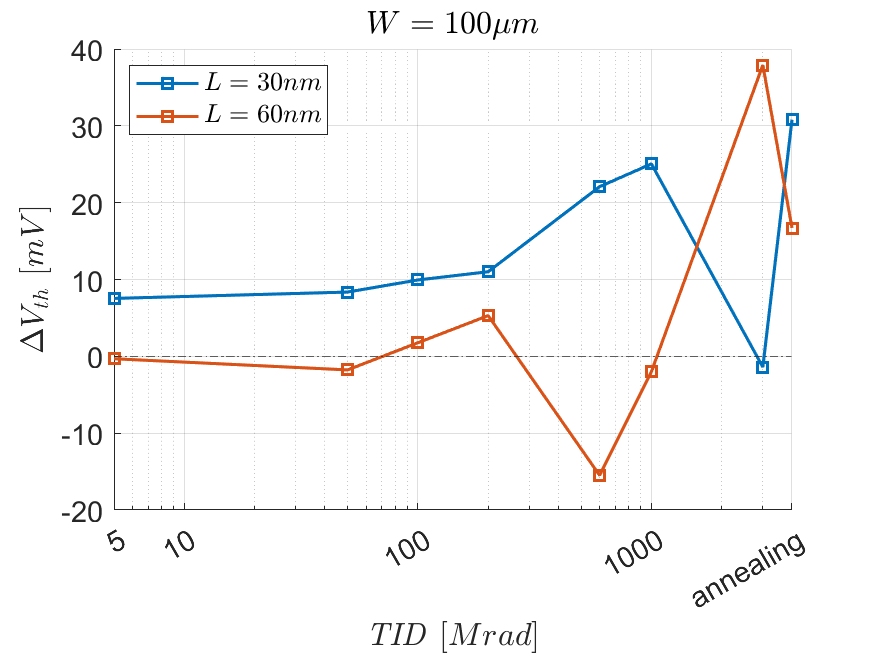 W = 100μm
40
30
20
10
0
-10
-20
L = 30nm
L = 60nm
ΔV_th [mV]
5
10
100
1000
annealing
TID [Mrad]